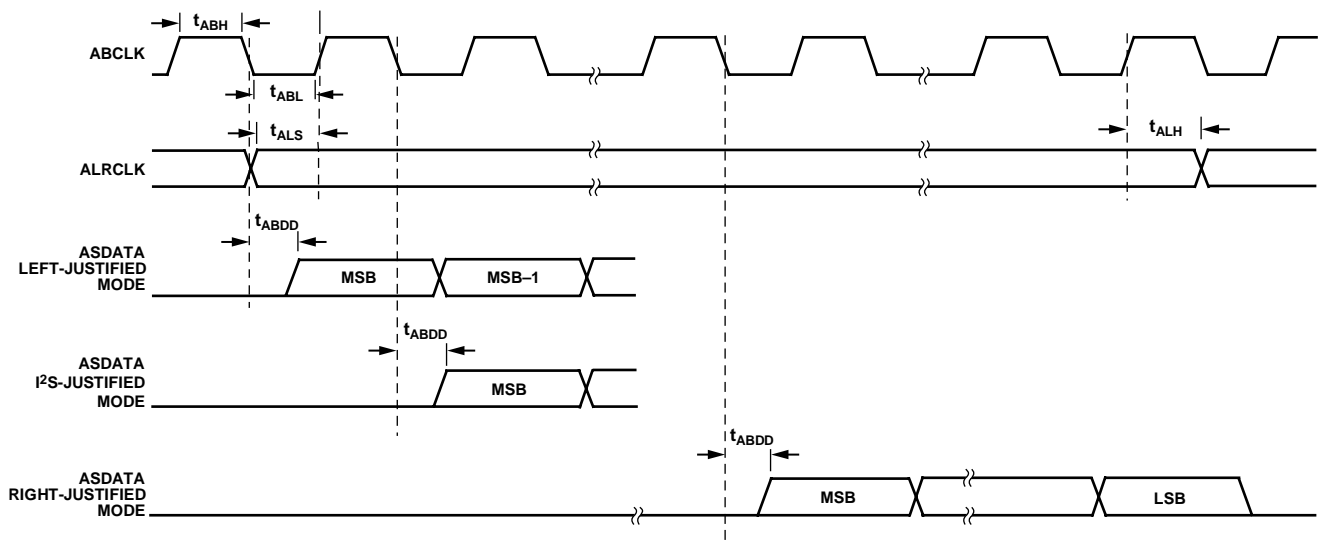 tABH
ABCLK
tABL
tALS
tALH
ALRCLK
tABDD
ASDATA
LEFT-JUSTIFIED
MODE
MSB
MSB–1
tABDD
ASDATA
I²S-JUSTIFIED
MODE
MSB
tABDD
ASDATA
RIGHT-JUSTIFIED
MODE
MSB
LSB